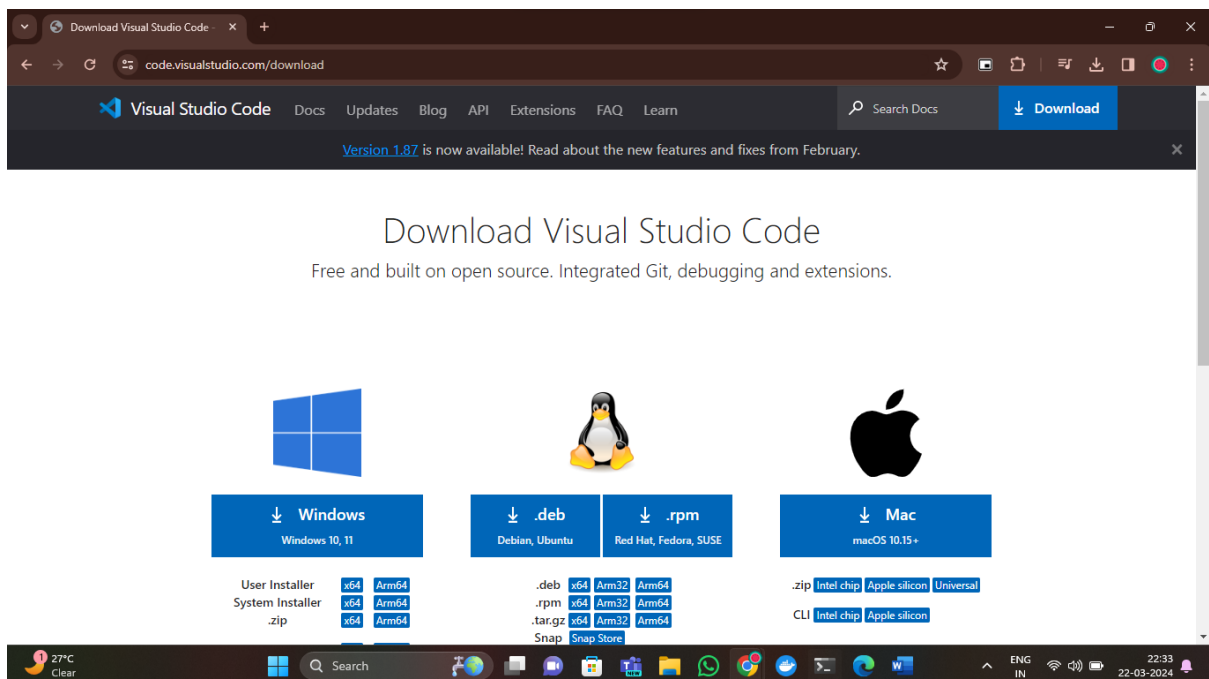 Download Visual Studio Code -
code.visualstudio.com/download
Visual Studio Code Docs Updates Blog API Extensions FAQ Learn Search Docs Download
Version 1.87 is now available! Read about the new features and fixes from February.
Download Visual Studio Code
Free and built on open source. Integrated Git, debugging and extensions.
Windows
Windows 10, 11
User Installer x64 Arm64
System Installer x64 Arm64
.zip x64 Arm64
.deb
Debian, Ubuntu
.rpm
Red Hat, Fedora, SUSE
.deb x64 Arm32 Arm64
.rpm x64 Arm32 Arm64
.tar.gz x64 Arm32 Arm64
Snap Snap Store
Mac
macOS 10.15+
.zip Intel chip Apple silicon Universal
CLI Intel chip Apple silicon
1
27°C
Clear
Search
ENG
IN
22:33
22-03-2024